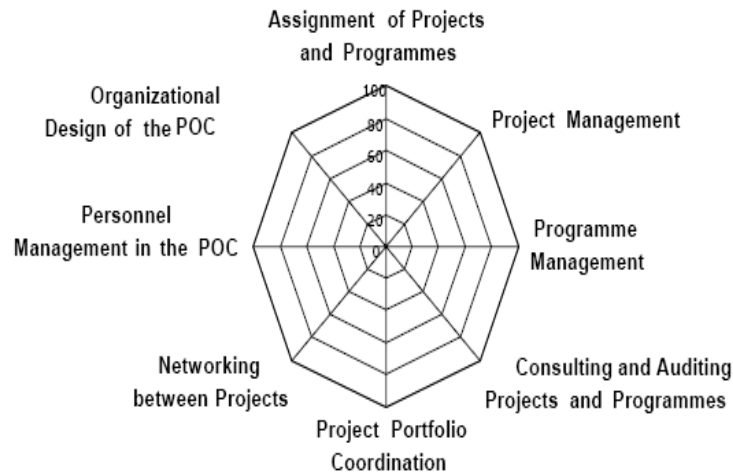 Assignment of Projects
and Programmes
Organizational
Design of the POC
100
Project Management
80
60
40
Personnel
Management in the POC
20
0
Programme
Management
Networking
between Projects
Consulting and Auditing
Projects and Programmes
Project Portfolio
Coordination